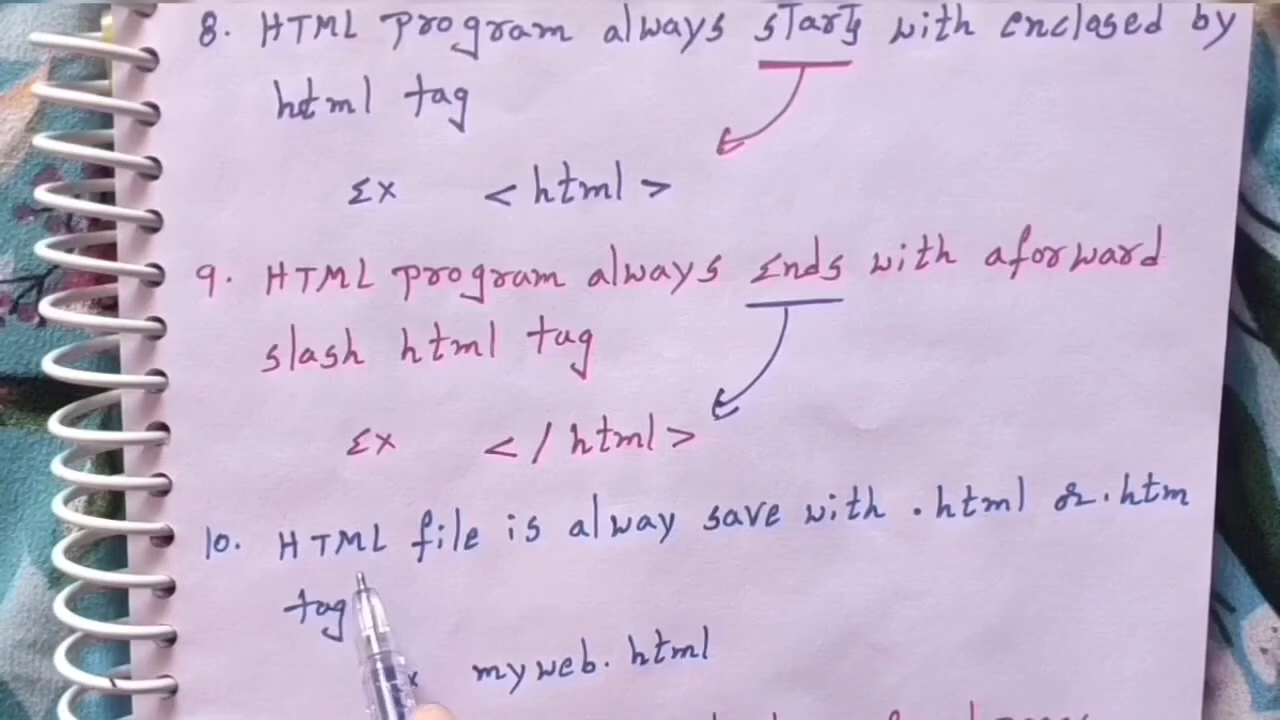 8. HTML program always starts with enclosed by
html tag
Ex <html>
9. HTML program always Ends with aforward
slash html tag
Ex </html>
10. HTML file is alway save with .html or .htm
tag
x myweb.html